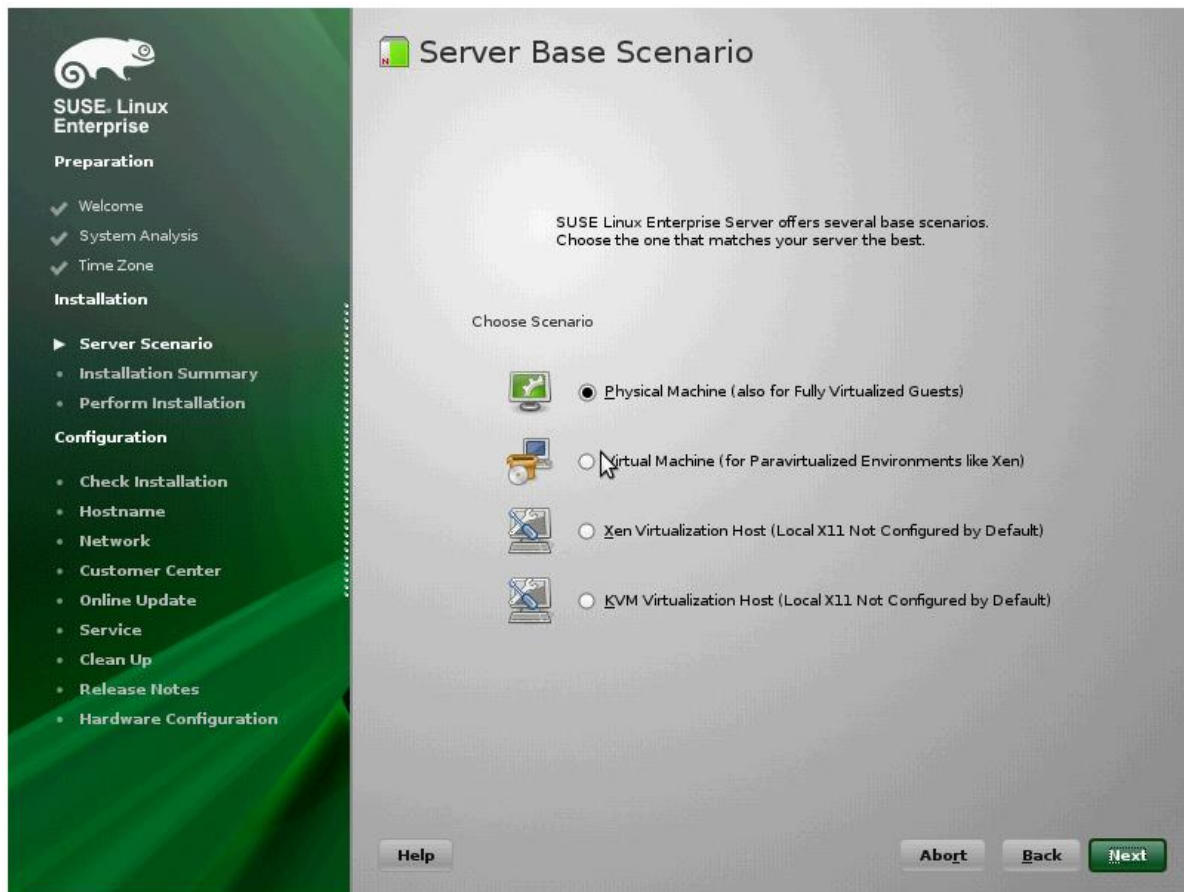 SUSE. Linux
Enterprise
Preparation
Welcome
System Analysis
Time Zone
Installation
Server Scenario
Installation Summary
Perform Installation
Configuration
Check Installation
Hostname
Network
Customer Center
Online Update
Service
Clean Up
Release Notes
Hardware Configuration
N
Server Base Scenario
SUSE Linux Enterprise Server offers several base scenarios.
Choose the one that matches your server the best.
Choose Scenario
Physical Machine (also for Fully Virtualized Guests)
Virtual Machine (for Paravirtualized Environments like Xen)
Xen Virtualization Host (Local X11 Not Configured by Default)
KVM Virtualization Host (Local X11 Not Configured by Default)
Help
Abort
Back
Next